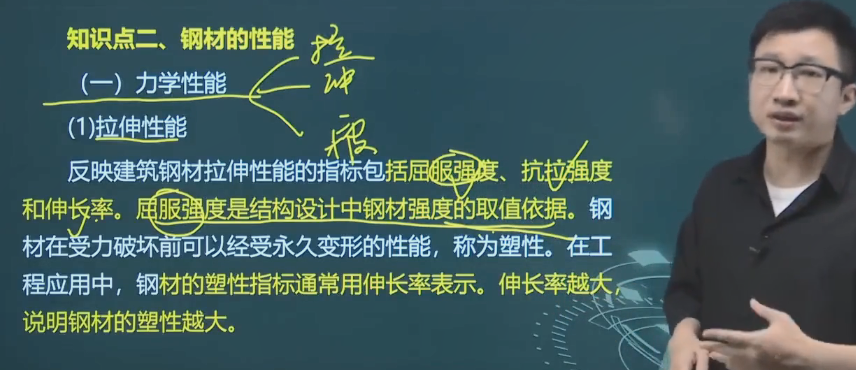 知识点二、钢材的性能
（一）力学性能
拉
冲
疲
(1)拉伸性能
反映建筑钢材拉伸性能的指标包括屈服强度、抗拉强度
和伸长率。屈服强度是结构设计中钢材强度的取值依据。钢
材在受力破坏前可以经受永久变形的性能，称为塑性。在工
程应用中，钢材的塑性指标通常用伸长率表示。伸长率越大，
说明钢材的塑性越大。